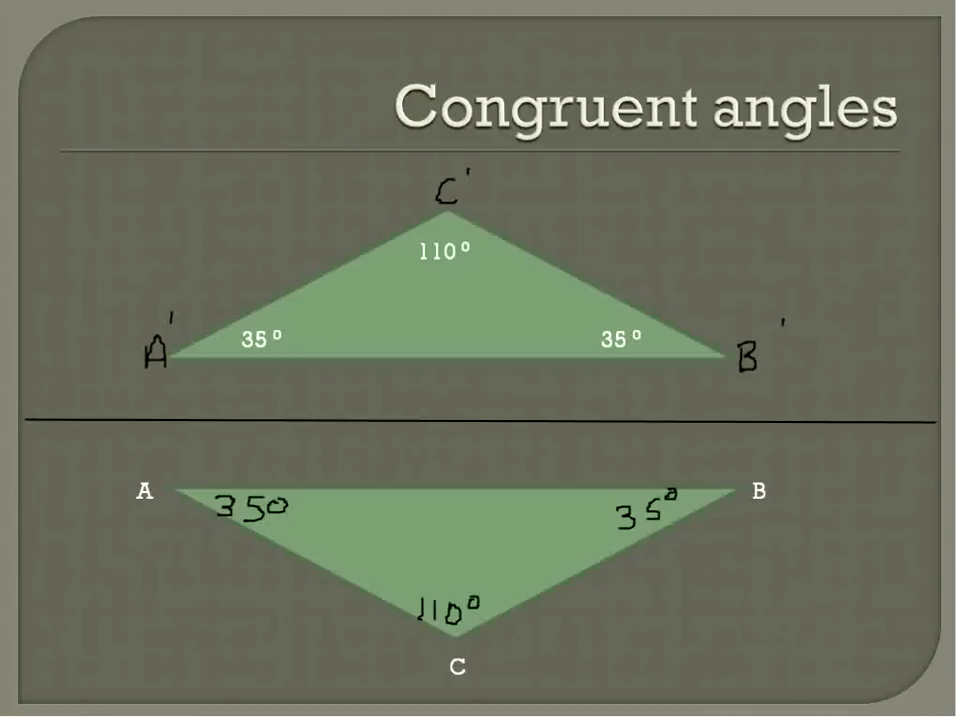 Congruent angles
C'
110°
A' 35° 35° B'
A 35° 35° B
110°
C